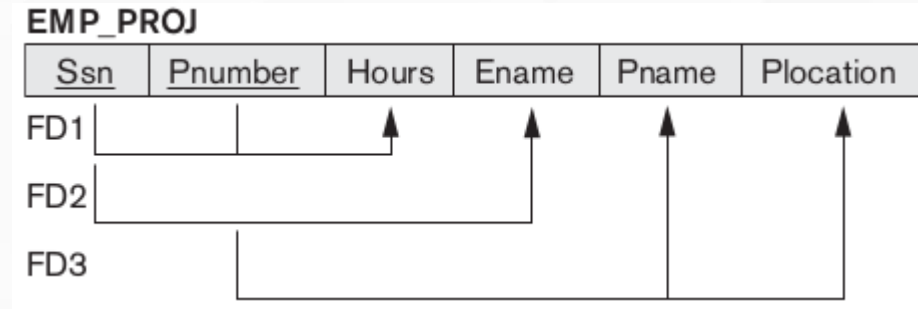 EMP_PROJ
Ssn Pnumber Hours Ename Pname Plocation
FD1
FD2
FD3